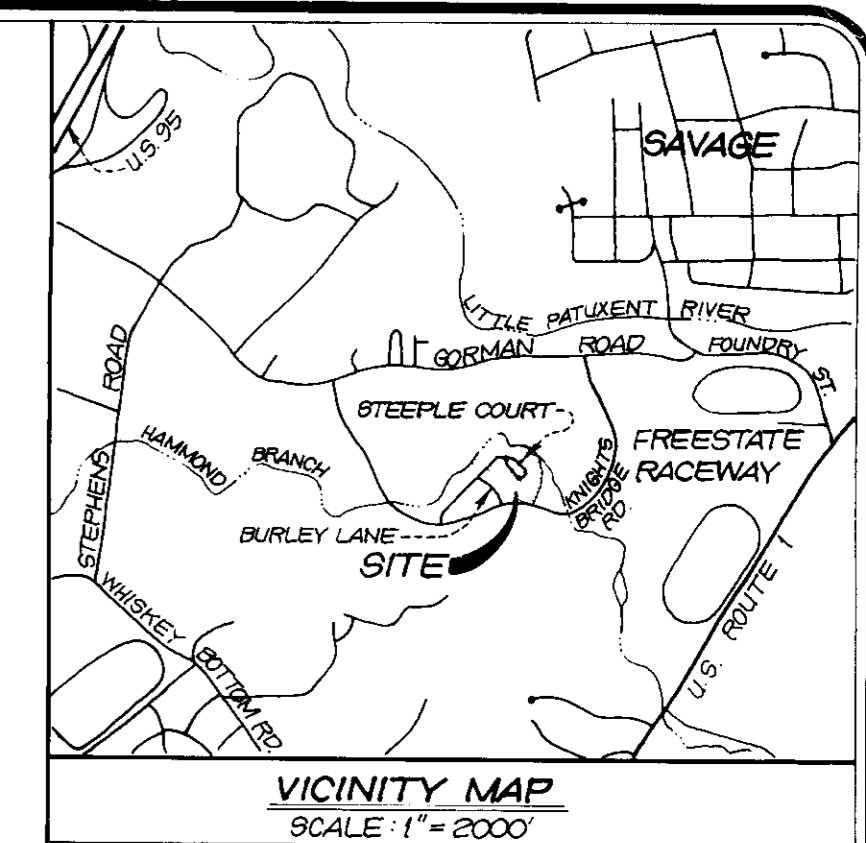 U.S. 95
SAVAGE
LITTLE PATUXENT RIVER
GORMAN ROAD
FOUNDRY ST.
STEPHENS ROAD
STEEPLE COURT
HAMMOND BRANCH
KNIGHTS BRIDGE RD.
FREESTATE
RACEWAY
BURLEY LANE
SITE
WHISKEY BOTTOM RD.
U.S. ROUTE 1
VICINITY MAP
SCALE: 1" = 2000'